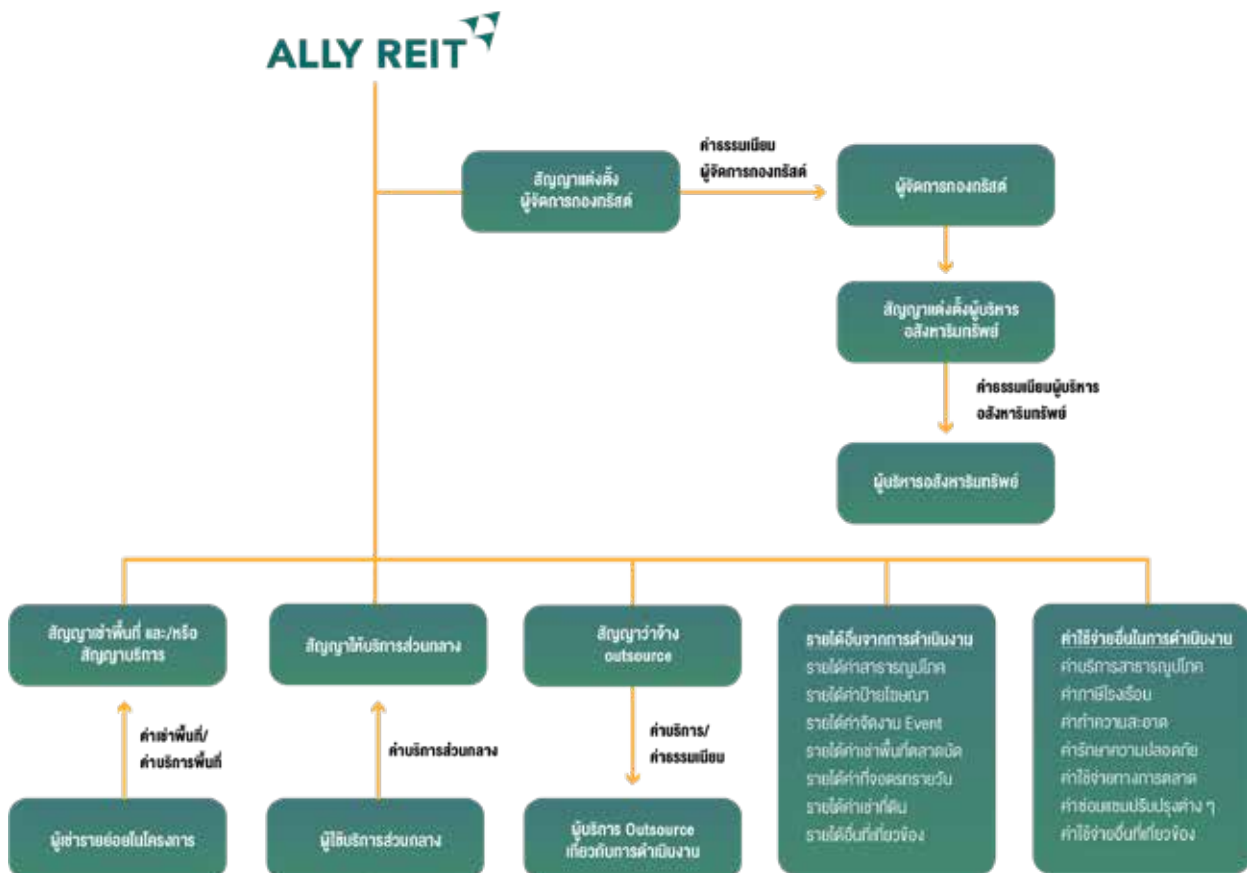 ALLY REIT
ค่าธรรมเนียม
ผู้จัดการกองทรัสต์
สัญญาแต่งตั้ง
ผู้จัดการกองทรัสต์
ผู้จัดการกองทรัสต์
สัญญาแต่งตั้งผู้บริหาร
อสังหาริมทรัพย์
ค่าธรรมเนียมผู้บริหาร
อสังหาริมทรัพย์
ผู้บริหารอสังหาริมทรัพย์
สัญญาเช่าพื้นที่ และ/หรือ
สัญญาบริการ
ค่าเช่าพื้นที่/
ค่าบริการพื้นที่
ผู้เช่ารายย่อยในโครงการ
สัญญาให้บริการส่วนกลาง
ค่าบริการส่วนกลาง
ผู้ใช้บริการส่วนกลาง
สัญญาว่าจ้าง
outsource
ค่าบริการ/
ค่าธรรมเนียม
ผู้บริการ Outsource
เกี่ยวกับการดำเนินงาน
รายได้อื่นจากการดำเนินงาน
รายได้ค่าสาธารณูปโภค
รายได้ค่าป้ายโฆษณา
รายได้ค่าจัดงาน Event
รายได้ค่าเช่าพื้นที่ตลาดนัด
รายได้ค่าที่จอดรถรายวัน
รายได้ค่าเช่าที่ดิน
รายได้อื่นที่เกี่ยวข้อง
ค่าใช้จ่ายอื่นในการดำเนินงาน
ค่าบริการสาธารณูปโภค
ค่าภาษีโรงเรือน
ค่าทำความสะอาด
ค่ารักษาความปลอดภัย
ค่าใช้จ่ายทางการตลาด
ค่าซ่อมแซมปรับปรุงต่าง ๆ
ค่าใช้จ่ายอื่นที่เกี่ยวข้อง